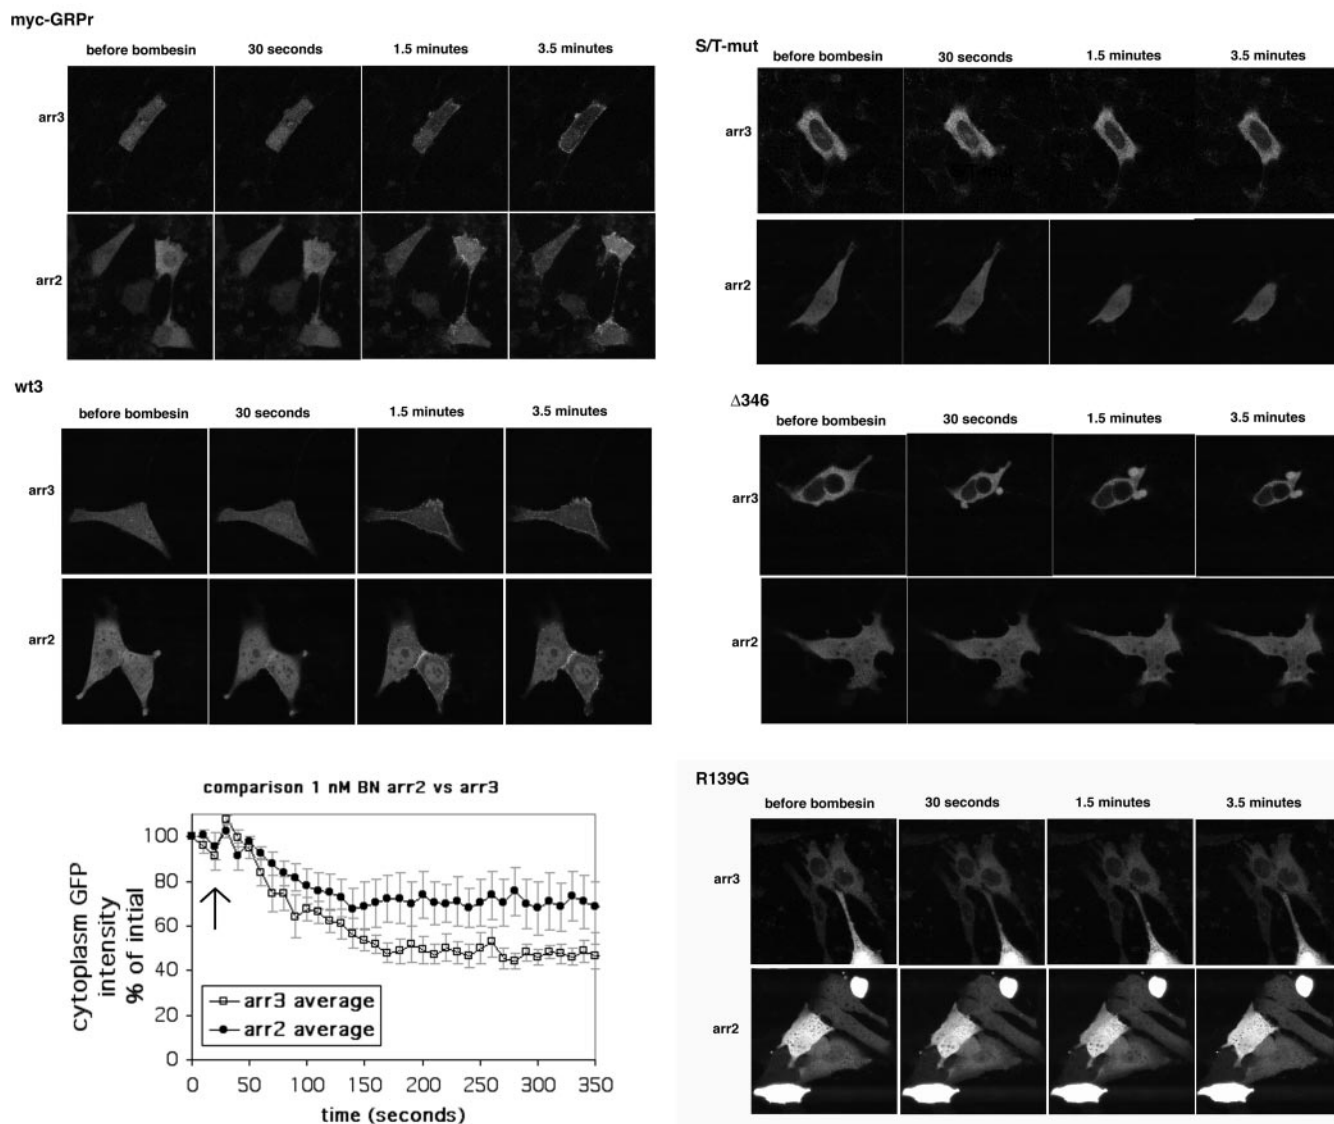 myc-GRPr
before bombesin 30 seconds 1.5 minutes 3.5 minutes
arr3
arr2
wt3
before bombesin 30 seconds 1.5 minutes 3.5 minutes
arr3
arr2
comparison 1 nM BN arr2 vs arr3
cytoplasm GFP
intensity
% of intial
100
80
60
40
20
0
arr3 average
arr2 average
0 50 100 150 200 250 300 350
time (seconds)
S/T-mut
before bombesin 30 seconds 1.5 minutes 3.5 minutes
arr3
arr2
Δ346
before bombesin 30 seconds 1.5 minutes 3.5 minutes
arr3
arr2
R139G
before bombesin 30 seconds 1.5 minutes 3.5 minutes
arr3
arr2